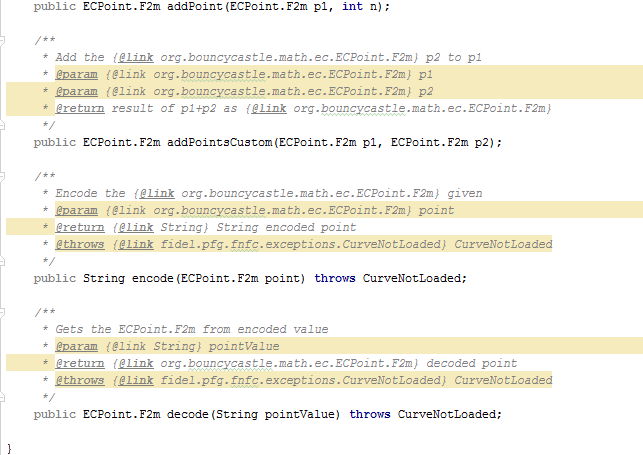 public ECPoint.F2m addPoint(ECPoint.F2m p1, int n);
/**
* Add the {@link org.bouncycastle.math.ec.ECPoint.F2m} p2 to p1
* @param {@link org.bouncycastle.math.ec.ECPoint.F2m} p1
* @param {@link org.bouncycastle.math.ec.ECPoint.F2m} p2
* @return result of p1+p2 as {@link org.bouncycastle.math.ec.ECPoint.F2m}
*/
public ECPoint.F2m addPointsCustom(ECPoint.F2m p1, ECPoint.F2m p2);
/**
* Encode the {@link org.bouncycastle.math.ec.ECPoint.F2m} given
* @param {@link org.bouncycastle.math.ec.ECPoint.F2m} point
* @return {@link String} String encoded point
* @throws {@link fidel.pfg.fnfc.exceptions.CurveNotLoaded} CurveNotLoaded
*/
public String encode(ECPoint.F2m point) throws CurveNotLoaded;
/**
* Gets the ECPoint.F2m from encoded value
* @param {@link String} pointValue
* @return {@link org.bouncycastle.math.ec.ECPoint.F2m} decoded point
* @throws {@link fidel.pfg.fnfc.exceptions.CurveNotLoaded} CurveNotLoaded
*/
public ECPoint.F2m decode(String pointValue) throws CurveNotLoaded;
}